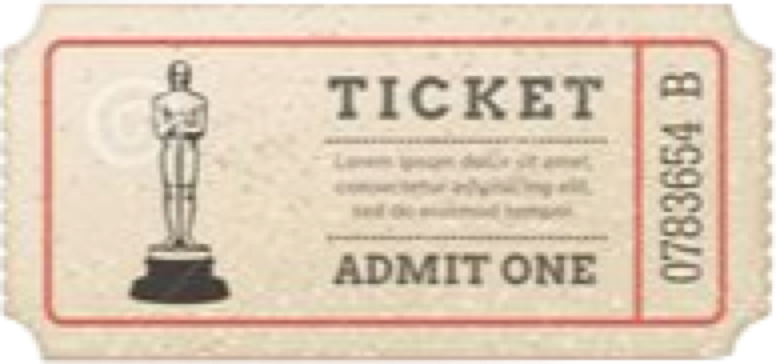 TICKET
Lorem ipsum dolor sit amet,
consectetur adipisicing elit,
sed do eiusmod tempor.
ADMIT ONE
0783654 B